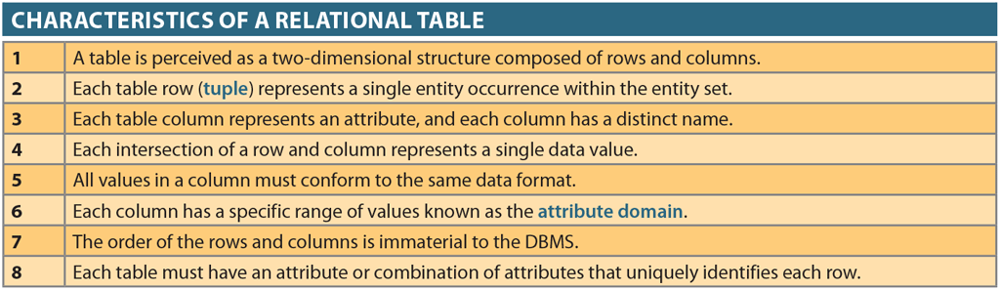 CHARACTERISTICS OF A RELATIONAL TABLE
1 A table is perceived as a two-dimensional structure composed of rows and columns.
2 Each table row (tuple) represents a single entity occurrence within the entity set.
3 Each table column represents an attribute, and each column has a distinct name.
4 Each intersection of a row and column represents a single data value.
5 All values in a column must conform to the same data format.
6 Each column has a specific range of values known as the attribute domain.
7 The order of the rows and columns is immaterial to the DBMS.
8 Each table must have an attribute or combination of attributes that uniquely identifies each row.